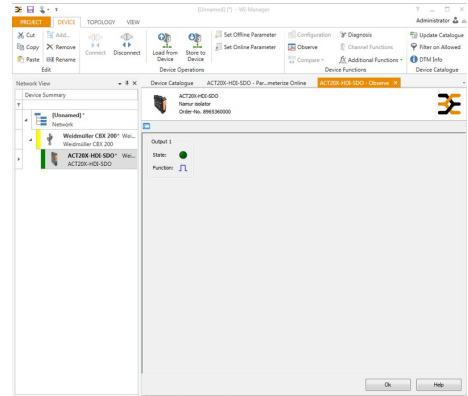 [Unnamed] (*) - WI-Manager
PROJECT DEVICE TOPOLOGY VIEW
Administrator
Cut
Copy
Paste
Add...
Remove
Rename
Edit
Connect
Disconnect
Load from Device
Store to Device
Device Operations
Set Offline Parameter
Set Online Parameter
Configuration
Observe
Compare
Diagnosis
Channel Functions
Additional Functions
Device Functions
Update Catalogue
Filter on Allowed
DTM Info
Device Catalogue
Network View
Device Summary
[Unnamed] *
Network
Weidmüller CBX 200* Wei...
Weidmüller CBX 200
ACT20X-HDI-SDO* Wei...
ACT20X-HDI-SDO
Device Catalogue ACT20X-HDI-SDO - Par...meterize Online ACT20X-HDI-SDO - Observe
ACT20X-HDI-SDO
Namur isolator
Order-No. 8965360000
Output 1
State:
Function:
Ok Help